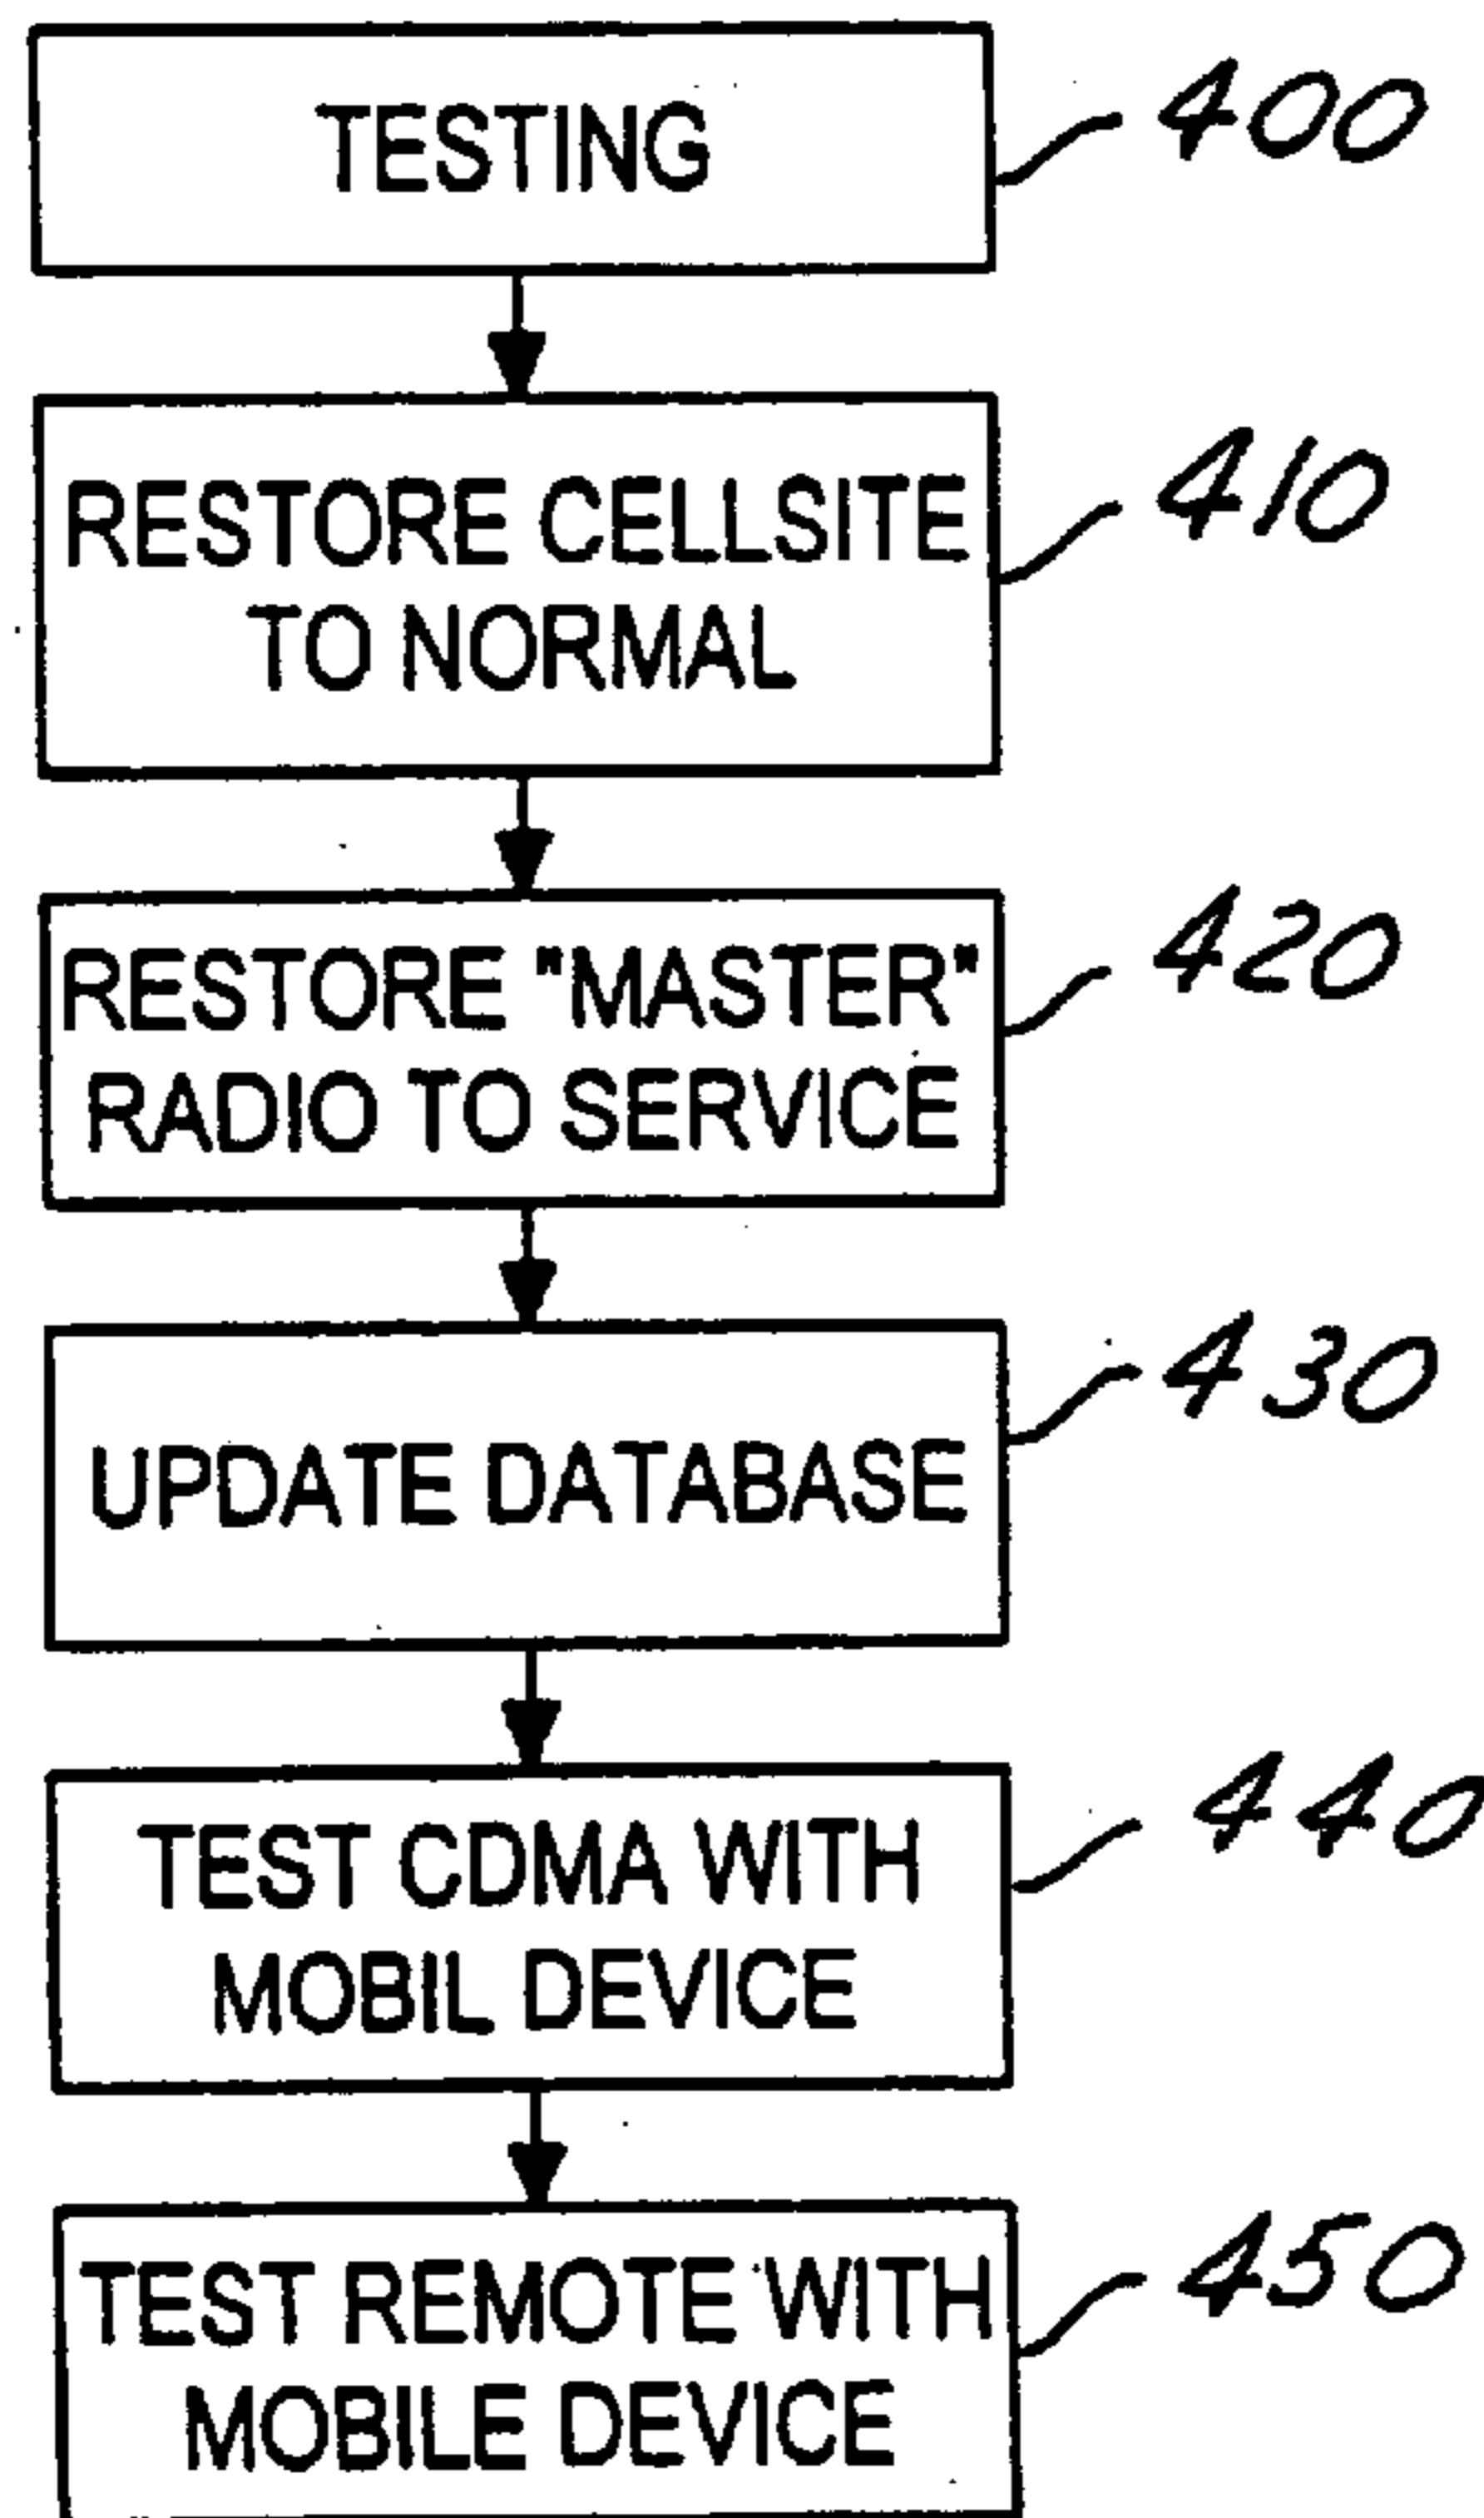 TESTING
400
RESTORE CELLSITE
TO NORMAL
410
RESTORE "MASTER"
RADIO TO SERVICE
420
UPDATE DATABASE
430
TEST CDMA WITH
MOBIL DEVICE
440
TEST REMOTE WITH
MOBILE DEVICE
450